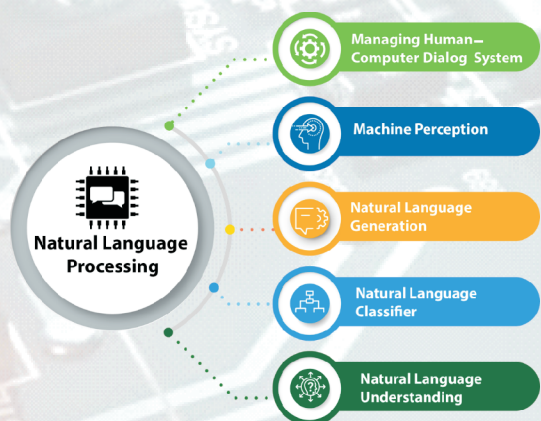 Managing Human–
Computer Dialog System
Machine Perception
Natural Language
Processing
Natural Language
Generation
Natural Language
Classifier
Natural Language
Understanding